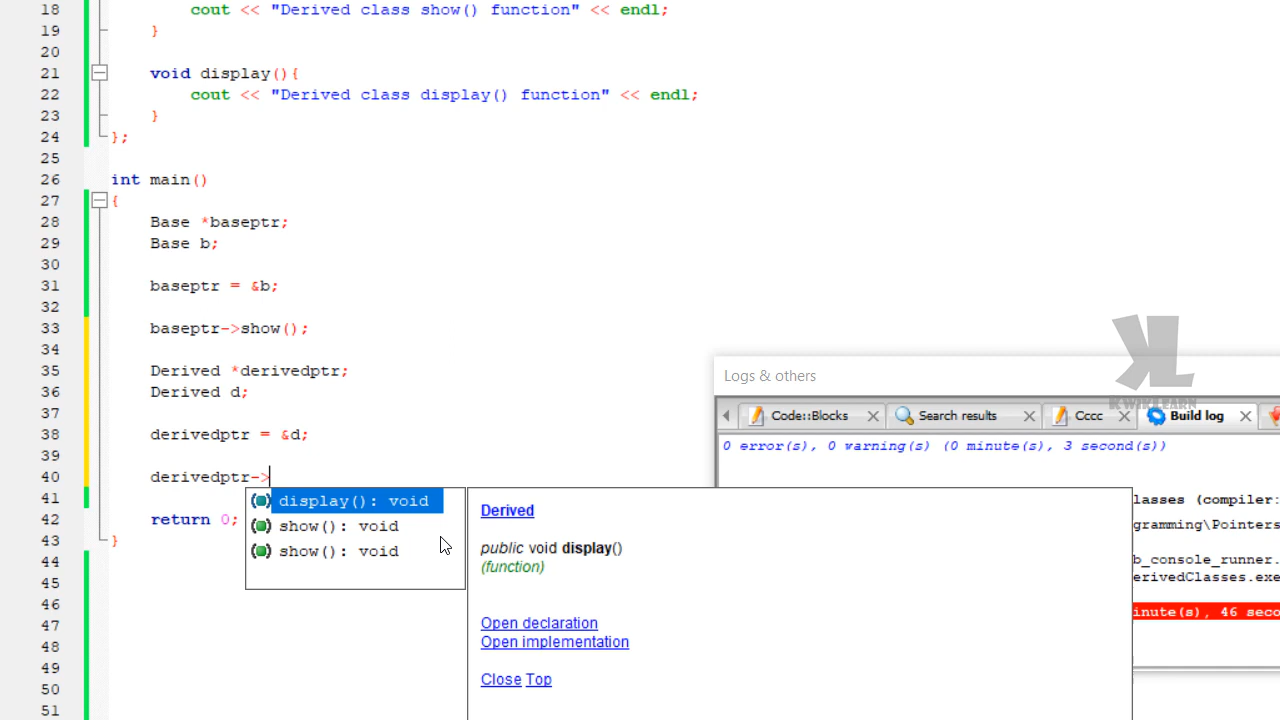 18 cout << "Derived class show() function" << endl;
19 }
20
21 void display(){
22 cout << "Derived class display() function" << endl;
23 }
24 };
25
26 int main()
27 {
28 Base *baseptr;
29 Base b;
30
31 baseptr = &b;
32
33 baseptr->show();
34
35 Derived *derivedptr;
36 Derived d;
37
38 derivedptr = &d;
39
40 derivedptr->
41
42 return 0;
43 }
44
45
46
47
48
49
50
51
display(): void
show(): void
show(): void
Derived
public void display()
(function)
Open declaration
Open implementation
Close Top
KWIKLEARN
Logs & others
Code::Blocks
Search results
Cccc
Build log
0 error(s), 0 warning(s) (0 minute(s), 3 second(s))
lasses (compiler:
gramming\Pointers
b_console_runner.
erivedClasses.exe
inute(s), 46 seco